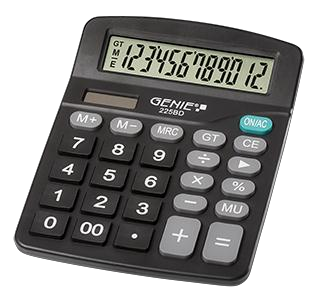 GT
M
E
123456789012.
GENIE
225BD
ON/AC
M+ M− MRC GT CE
7 8 9 ÷ ►
4 5 6 × %
1 2 3 − MU
0 00 · + =